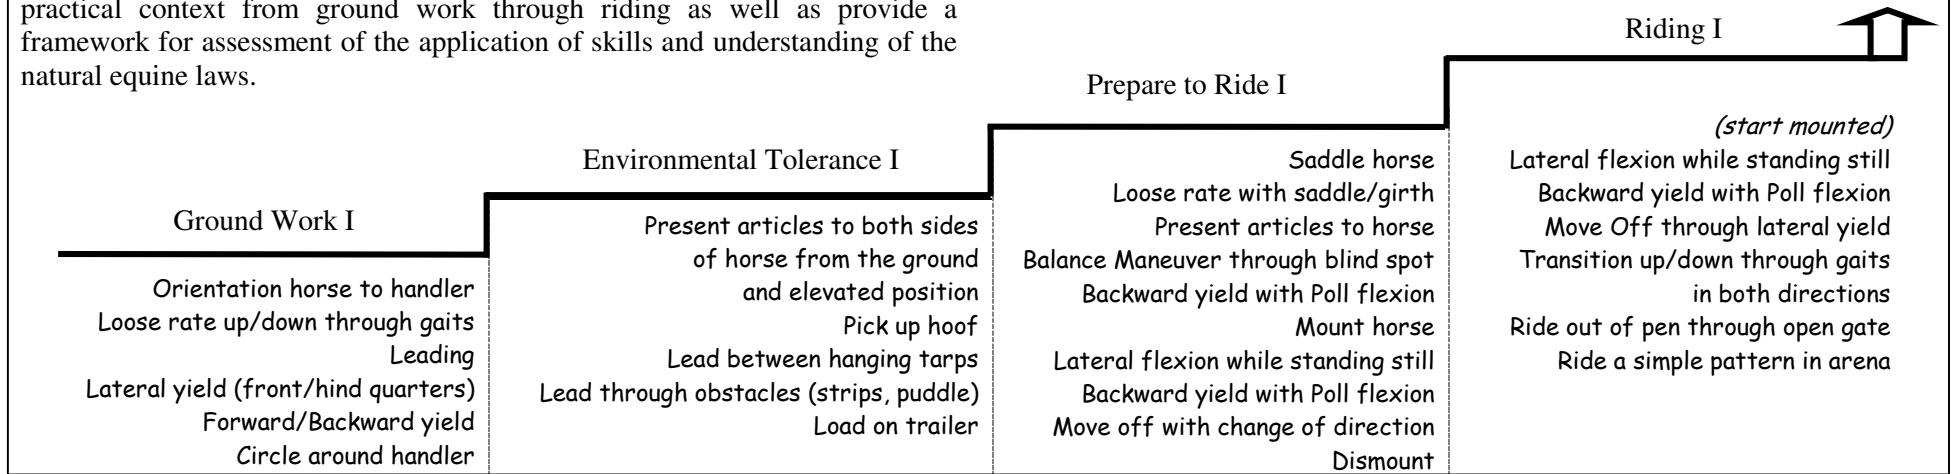 practical context from ground work through riding as well as provide a
framework for assessment of the application of skills and understanding of the
natural equine laws.
Ground Work I
Orientation horse to handler
Loose rate up/down through gaits
Leading
Lateral yield (front/hind quarters)
Forward/Backward yield
Circle around handler
Environmental Tolerance I
Present articles to both sides
of horse from the ground
and elevated position
Pick up hoof
Lead between hanging tarps
Lead through obstacles (strips, puddle)
Load on trailer
Prepare to Ride I
Saddle horse
Loose rate with saddle/girth
Present articles to horse
Balance Maneuver through blind spot
Backward yield with Poll flexion
Mount horse
Lateral flexion while standing still
Backward yield with Poll flexion
Move off with change of direction
Dismount
Riding I
(start mounted)
Lateral flexion while standing still
Backward yield with Poll flexion
Move Off through lateral yield
Transition up/down through gaits
in both directions
Ride out of pen through open gate
Ride a simple pattern in arena